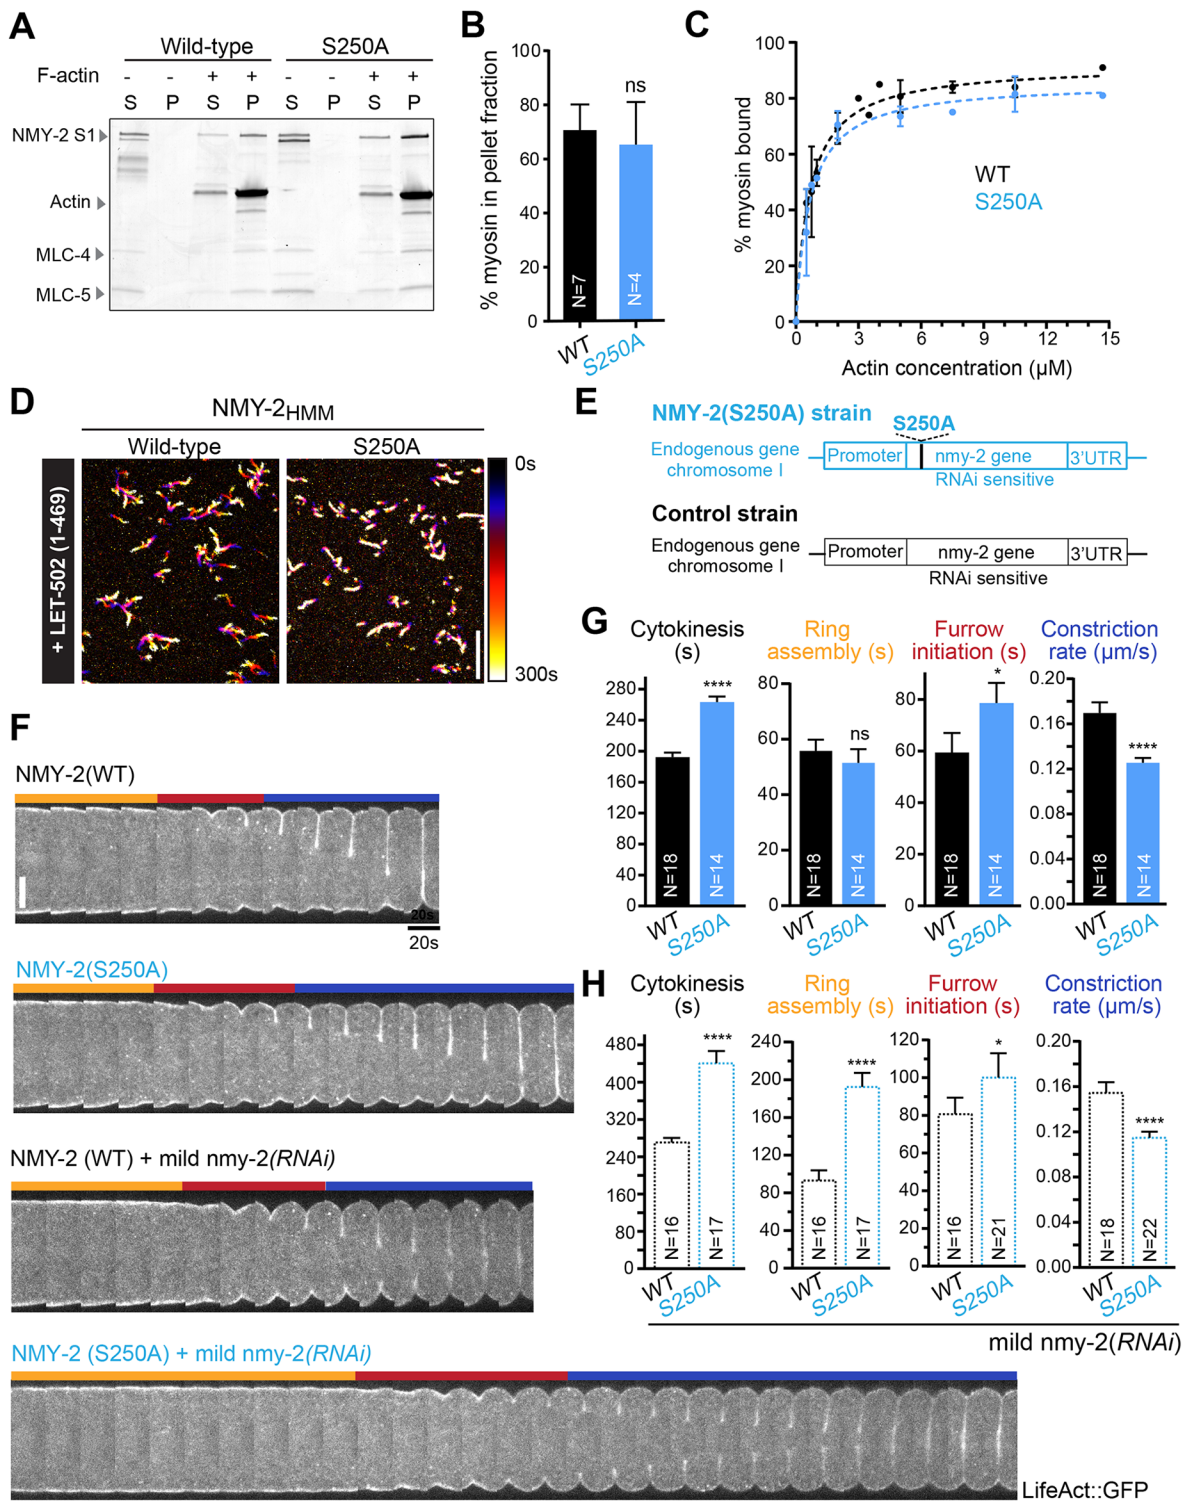 A
Wild-type S250A
F-actin - - + + - - + +
S P S P S P S P
NMY-2 S1
Actin
MLC-4
MLC-5
B
% myosin in pellet fraction
100
80
60
40
20
0
ns
N=7
N=4
WT
S250A
C
% myosin bound
100
80
60
40
20
0
WT
S250A
0 3 6 9 12 15
Actin concentration (µM)
D
NMY-2HMM
Wild-type S250A
+ LET-502 (1-469)
0s
300s
E
NMY-2(S250A) strain
S250A
Endogenous gene
chromosome I
Promoter nmy-2 gene 3'UTR
RNAi sensitive
Control strain
Endogenous gene
chromosome I
Promoter nmy-2 gene 3'UTR
RNAi sensitive
F
NMY-2(WT)
20s
20s
NMY-2(S250A)
NMY-2 (WT) + mild nmy-2(RNAi)
NMY-2 (S250A) + mild nmy-2(RNAi)
LifeAct::GFP
G
Cytokinesis
(s)
280
240
200
160
120
80
40
0
****
N=18
N=14
WT
S250A
Ring
assembly (s)
80
60
40
20
0
ns
N=18
N=14
WT
S250A
Furrow
initiation (s)
80
60
40
20
0
*
N=18
N=14
WT
S250A
Constriction
rate (µm/s)
0.20
0.16
0.12
0.08
0.04
0.00
****
N=18
N=14
WT
S250A
H
Cytokinesis
(s)
480
400
320
240
160
80
0
****
N=16
N=17
WT
S250A
Ring
assembly (s)
240
200
160
120
80
40
0
****
N=16
N=17
WT
S250A
Furrow
initiation (s)
120
100
80
60
40
20
0
*
N=16
N=21
WT
S250A
Constriction
rate (µm/s)
0.20
0.16
0.12
0.08
0.04
0.00
****
N=18
N=22
WT
S250A
mild nmy-2(RNAi)